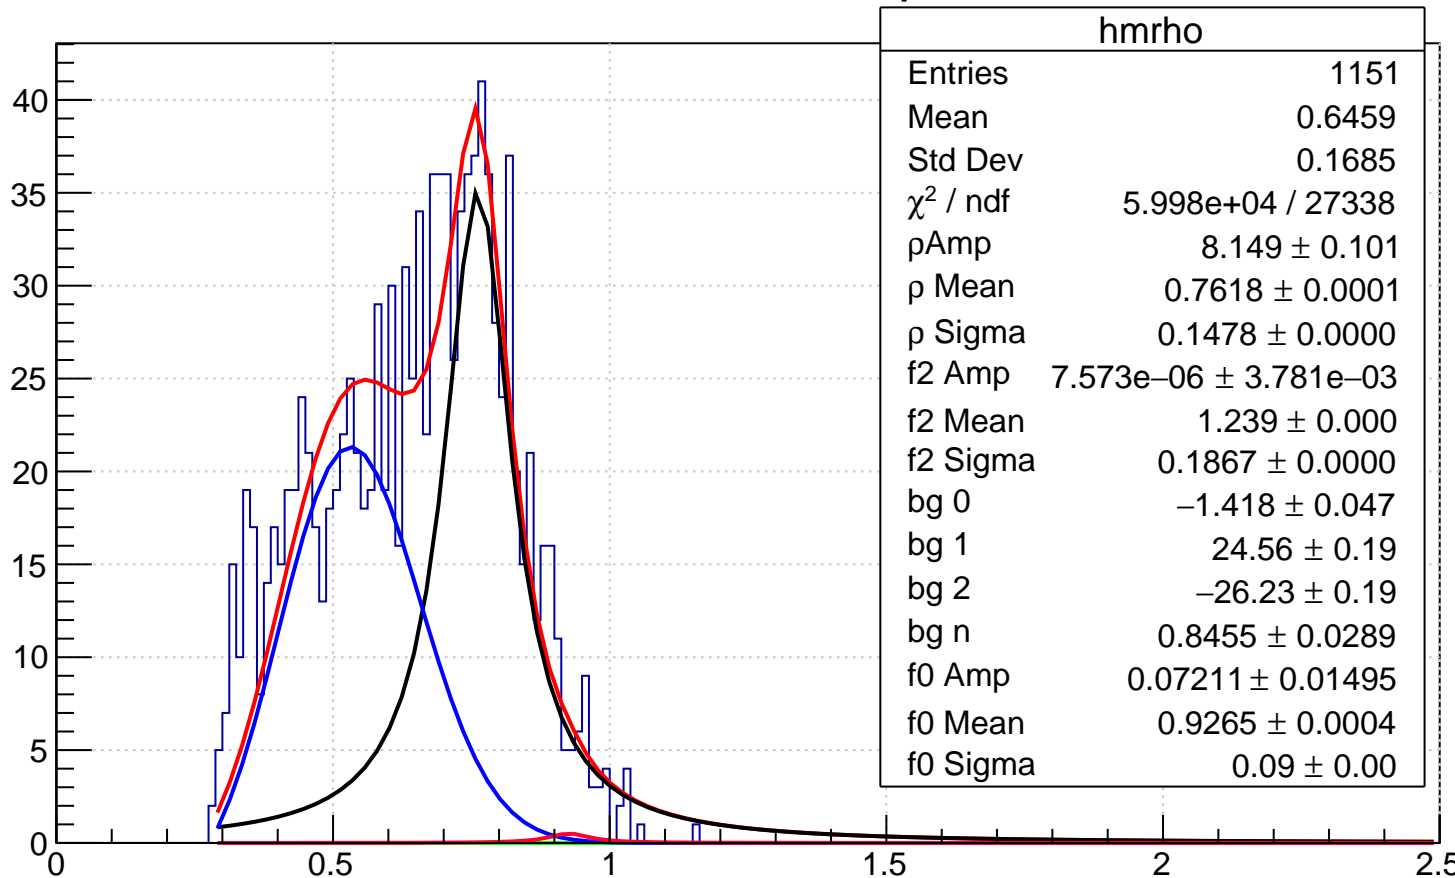 hmrho
Entries 1151
Mean 0.6459
Std Dev 0.1685
χ² / ndf 5.998e+04 / 27338
ρAmp 8.149 ± 0.101
ρ Mean 0.7618 ± 0.0001
ρ Sigma 0.1478 ± 0.0000
f2 Amp 7.573e−06 ± 3.781e−03
f2 Mean 1.239 ± 0.000
f2 Sigma 0.1867 ± 0.0000
bg 0 −1.418 ± 0.047
bg 1 24.56 ± 0.19
bg 2 −26.23 ± 0.19
bg n 0.8455 ± 0.0289
f0 Amp 0.07211 ± 0.01495
f0 Mean 0.9265 ± 0.0004
f0 Sigma 0.09 ± 0.00
40
35
30
25
20
15
10
5
0
0 0.5 1 1.5 2 2.5